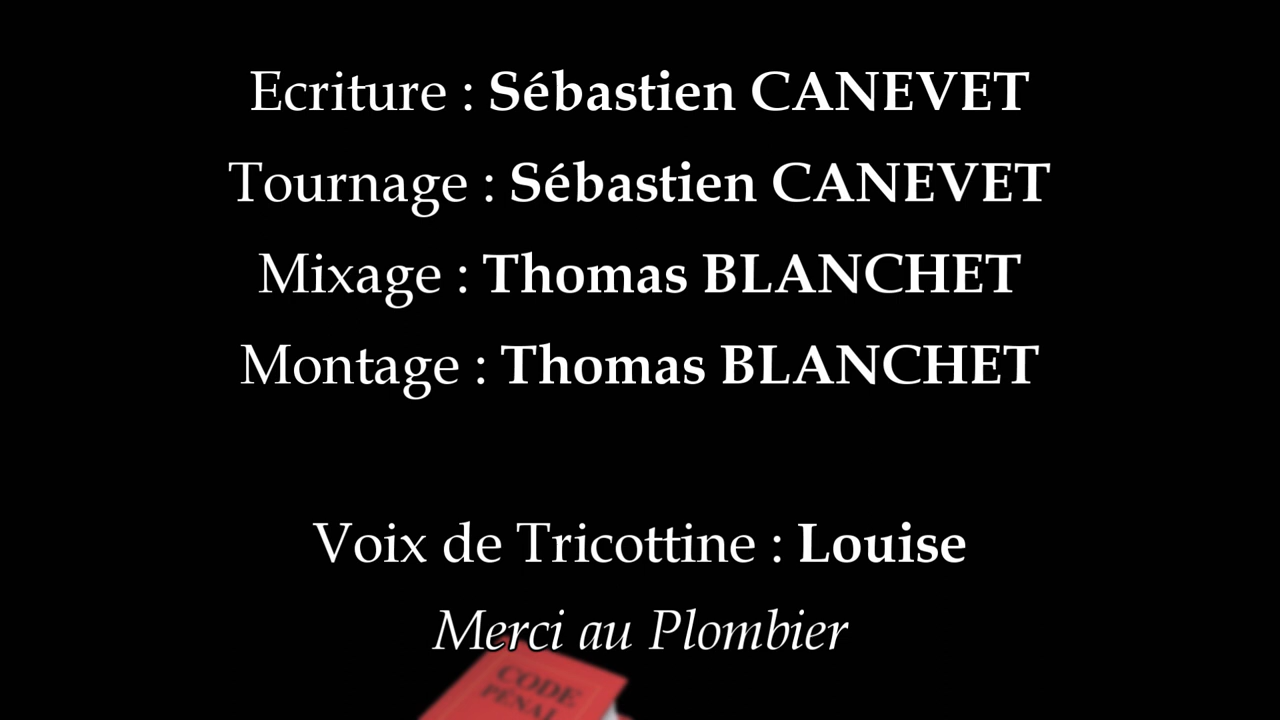 Ecriture : Sébastien CANEVET
Tournage : Sébastien CANEVET
Mixage : Thomas BLANCHET
Montage : Thomas BLANCHET
Voix de Tricottine : Louise
Merci au Plombier
CODE
PÉNAL